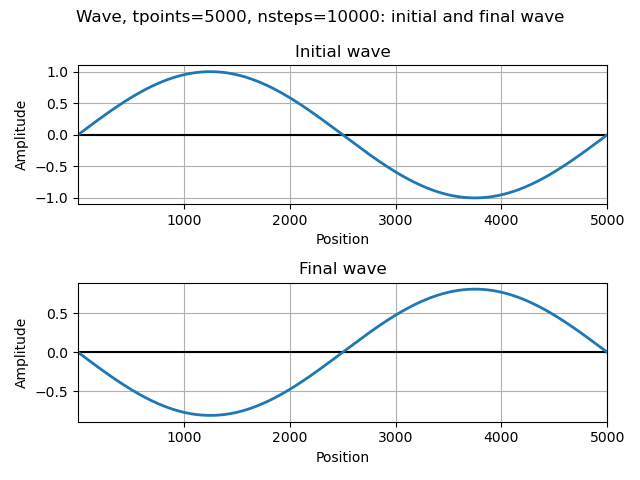 Wave, tpoints=5000, nsteps=10000: initial and final wave
Initial wave
1.0
0.5
0.0
−0.5
−1.0
Amplitude
1000 2000 3000 4000 5000
Position
Final wave
0.5
0.0
−0.5
Amplitude
1000 2000 3000 4000 5000
Position